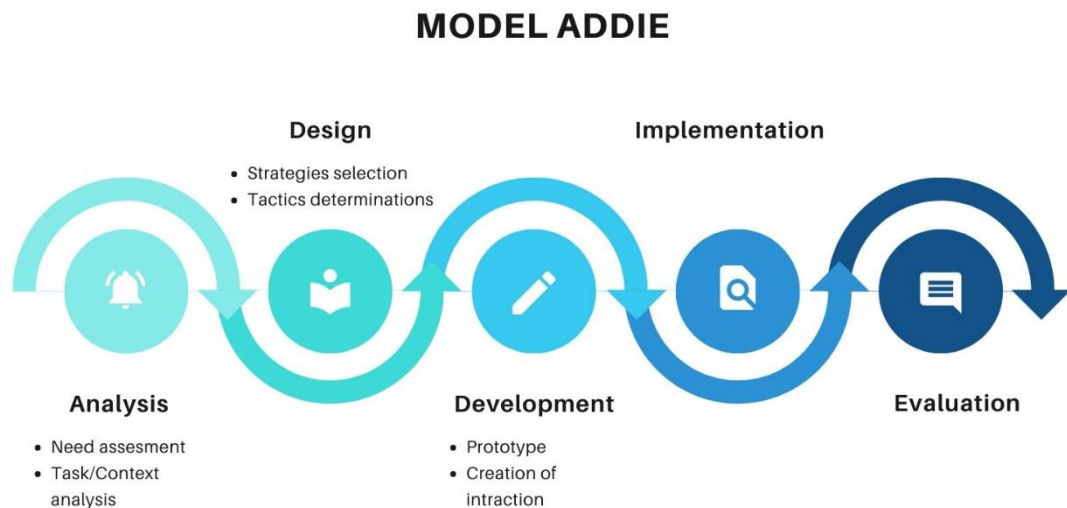 MODEL ADDIE
Design
Strategies selection
Tactics determinations
Implementation
Analysis
Need assesment
Task/Context
analysis
Development
Prototype
Creation of
intraction
Evaluation